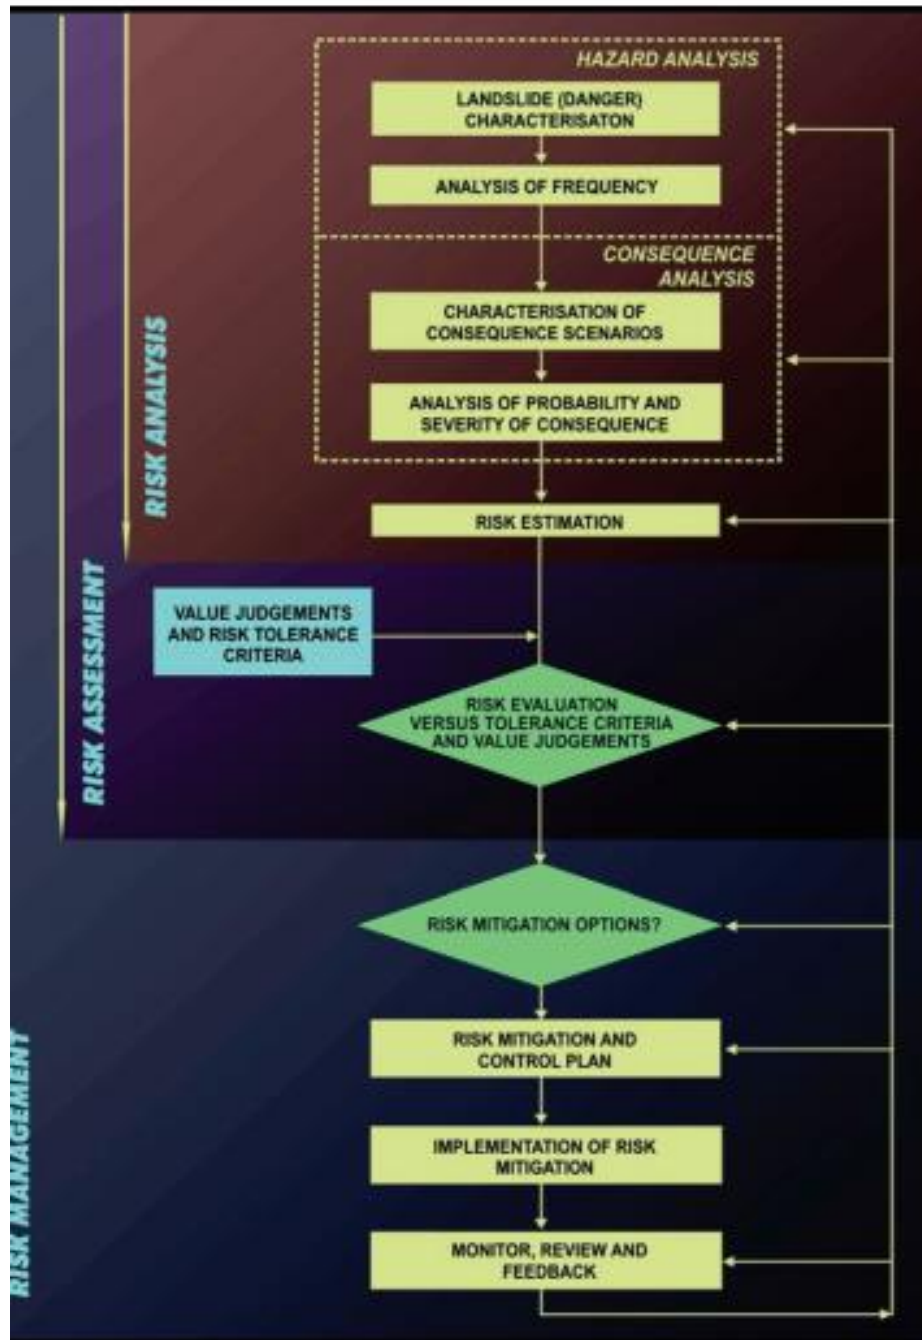 HAZARD ANALYSIS
LANDSLIDE (DANGER)
CHARACTERISATON
ANALYSIS OF FREQUENCY
CONSEQUENCE
ANALYSIS
CHARACTERISATION OF
CONSEQUENCE SCENARIOS
ANALYSIS OF PROBABILITY AND
SEVERITY OF CONSEQUENCE
RISK ESTIMATION
RISK ANALYSIS
VALUE JUDGEMENTS
AND RISK TOLERANCE
CRITERIA
RISK EVALUATION
VERSUS TOLERANCE CRITERIA
AND VALUE JUDGEMENTS
RISK ASSESSMENT
RISK MITIGATION OPTIONS?
RISK MITIGATION AND
CONTROL PLAN
IMPLEMENTATION OF RISK
MITIGATION
MONITOR, REVIEW AND
FEEDBACK
RISK MANAGEMENT